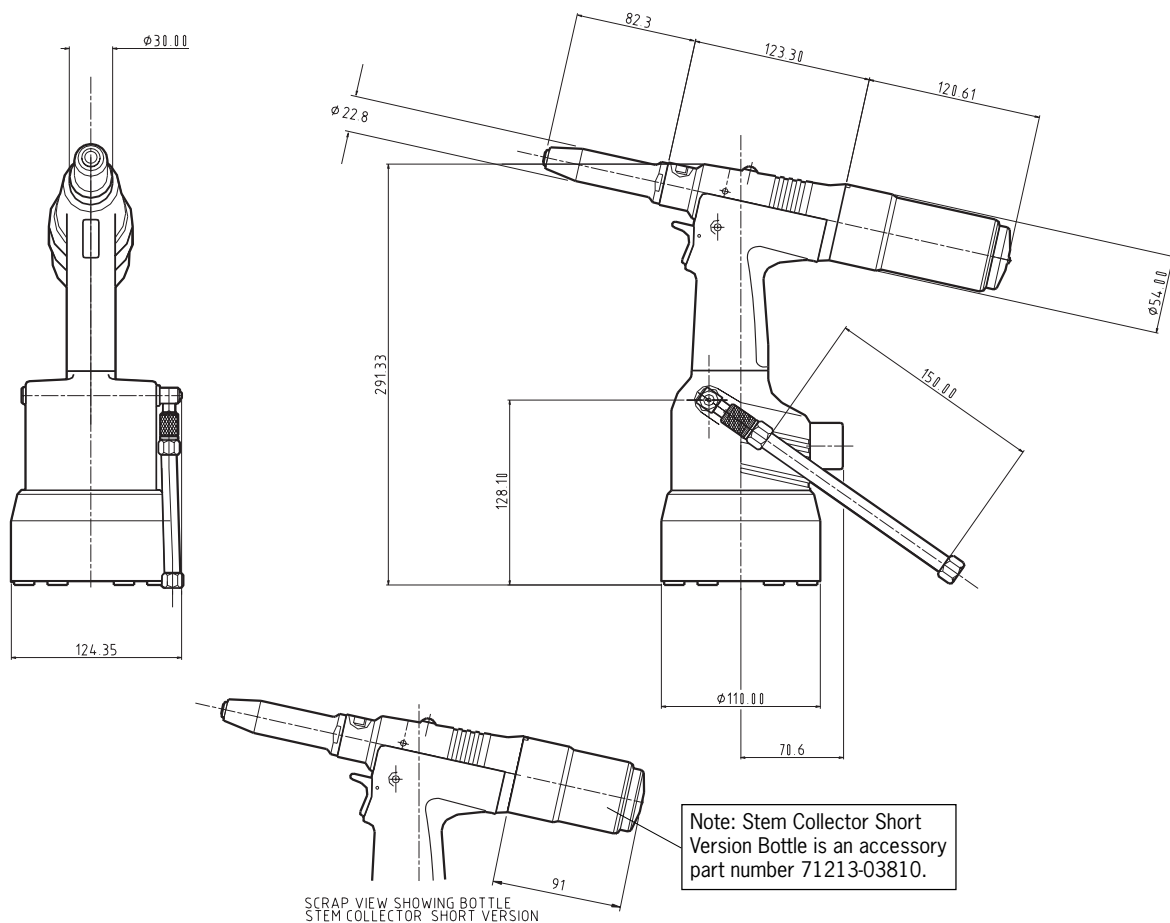 ϕ30.00
82.3
123.30
120.61
ϕ22.8
ϕ54.00
291.33
150.00
128.10
124.35
ϕ110.00
70.6
Note: Stem Collector Short
Version Bottle is an accessory
part number 71213-03810.
91
SCRAP VIEW SHOWING BOTTLE
STEM COLLECTOR SHORT VERSION